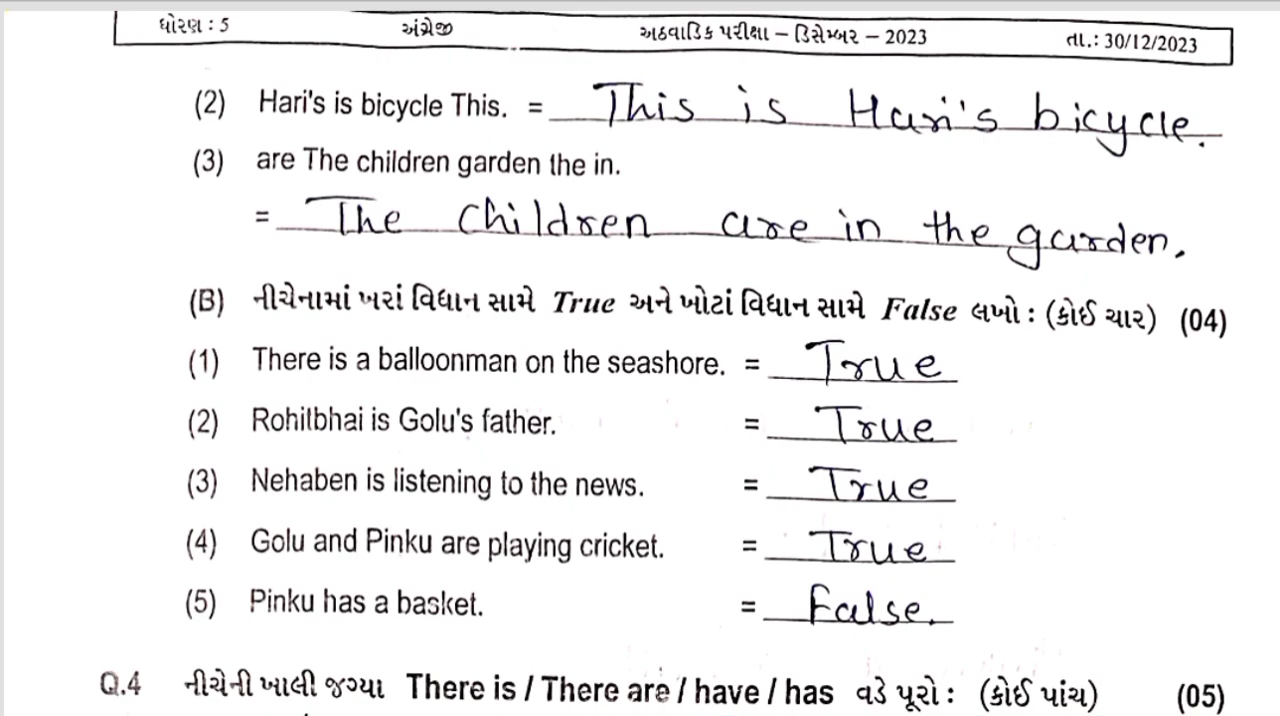 ધોરણ : 5 અંગ્રેજી અઠવાડિક પરીક્ષા – ડિસેમ્બર – 2023 તા.: 30/12/2023
(2) Hari's is bicycle This. = This is Hari's bicycle.
(3) are The children garden the in.
= The children are in the garden.
(B) નીચેનામાં ખરાં વિધાન સામે True અને ખોટાં વિધાન સામે False લખો : (કોઈ ચાર) (04)
(1) There is a balloonman on the seashore. = True
(2) Rohitbhai is Golu's father. = True
(3) Nehaben is listening to the news. = True
(4) Golu and Pinku are playing cricket. = True
(5) Pinku has a basket. = False.
Q.4 નીચેની ખાલી જગ્યા There is / There are / have / has વડે પૂરો : (કોઈ પાંચ) (05)